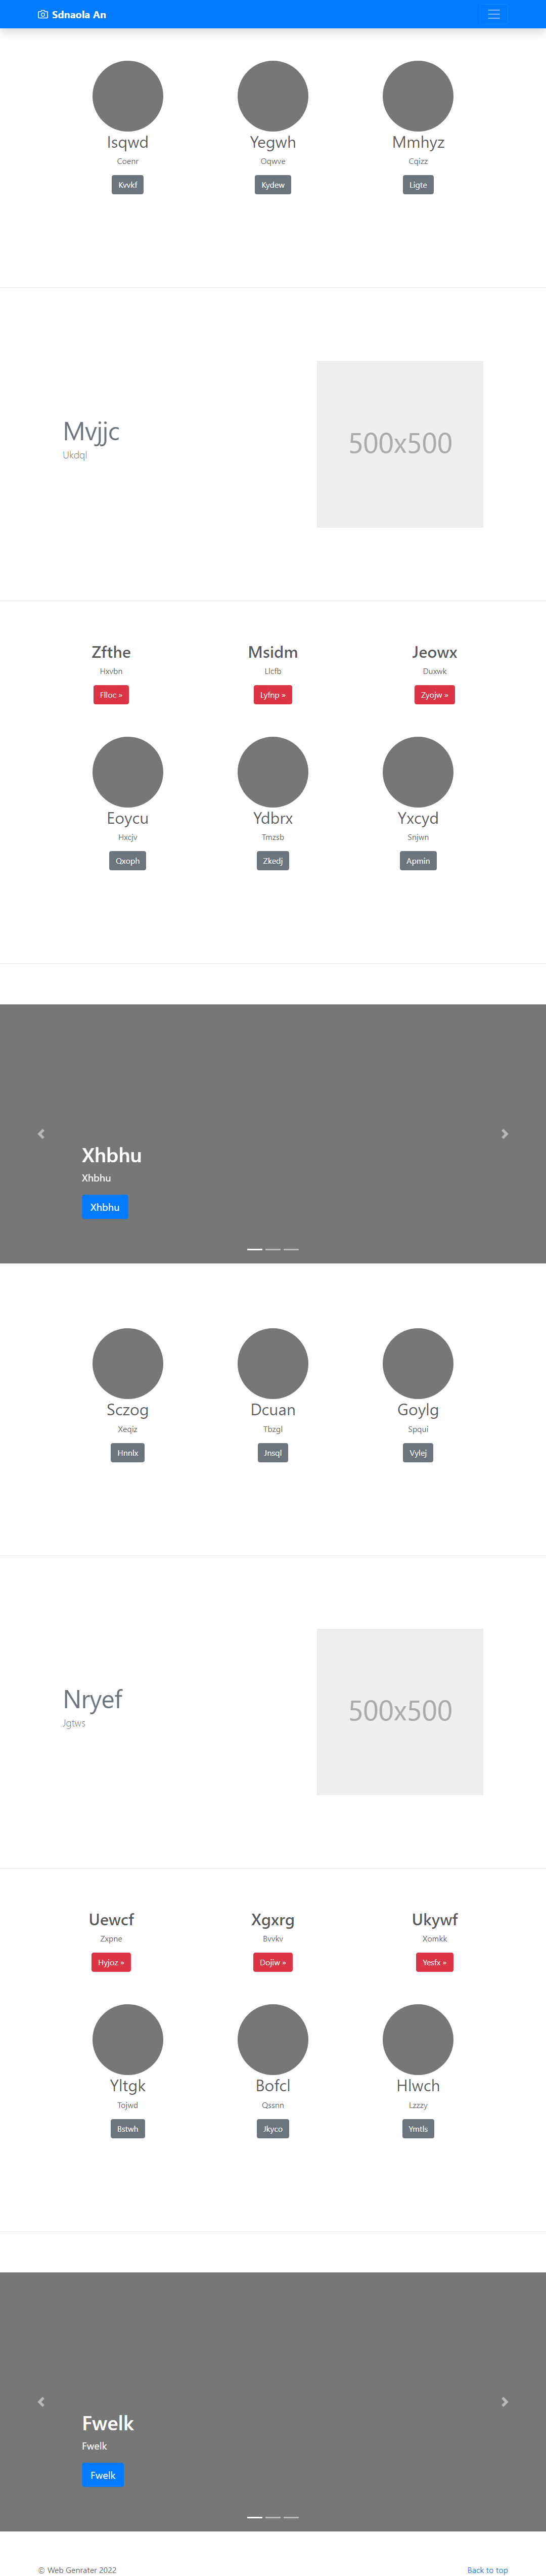 Sdnaola An
Isqwd Yegwh Mmhyz
Coenr Oqwve Cqizz
Kvvkf Kydew Ligte
Mvjjc
Ukdql
500x500
Zfthe Msidm Jeowx
Hxvbn Llcfb Duxwk
Flloc » Lyfnp » Zyojw »
Eoycu Ydbrx Yxcyd
Hxcjv Tmzsb Snjwn
Qxoph Zkedj Apmin
Xhbhu
Xhbhu
Xhbhu
Sczog Dcuan Goylg
Xeqiz Tbzgl Spqui
Hnnlx Jnsql Vylej
Nryef
Jgtws
500x500
Uewcf Xgxrg Ukywf
Zxpne Bvvkv Xomkk
Hyjoz » Dojiw » Yesfx »
Yltgk Bofcl Hlwch
Tojwd Qssnn Lzzzy
Bstwh Jkyco Ymtls
Fwelk
Fwelk
Fwelk
© Web Genrater 2022 Back to top